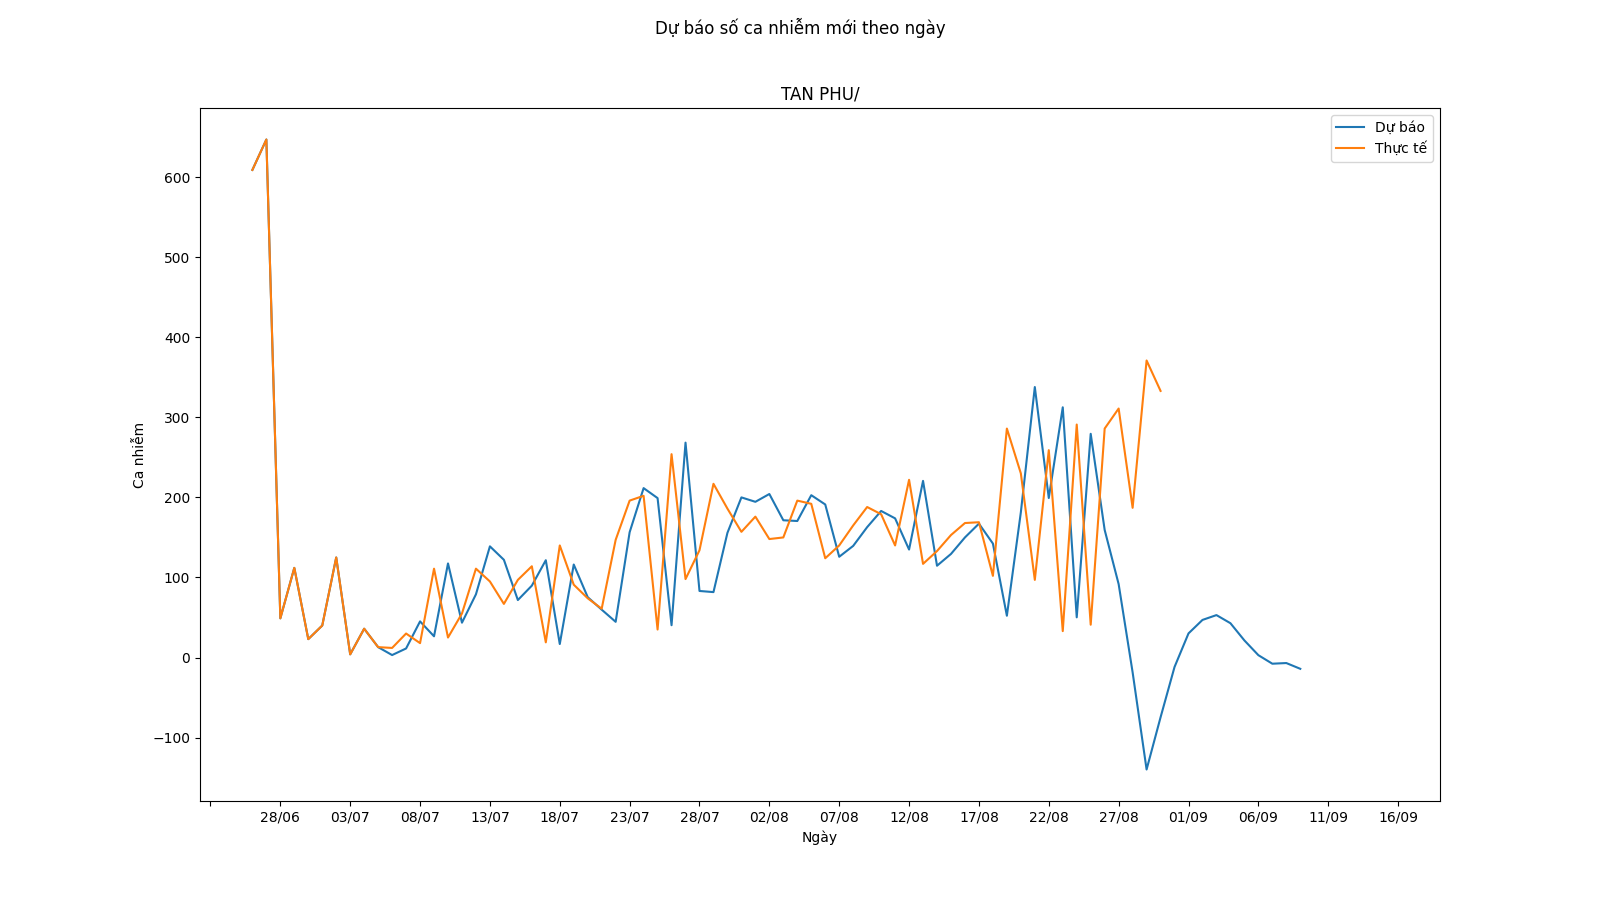 Dự báo số ca nhiễm mới theo ngày
TAN PHU/
Dự báo
Thực tế
600
500
400
300
200
100
0
−100
Ca nhiễm
28/06 03/07 08/07 13/07 18/07 23/07 28/07 02/08 07/08 12/08 17/08 22/08 27/08 01/09 06/09 11/09 16/09
Ngày